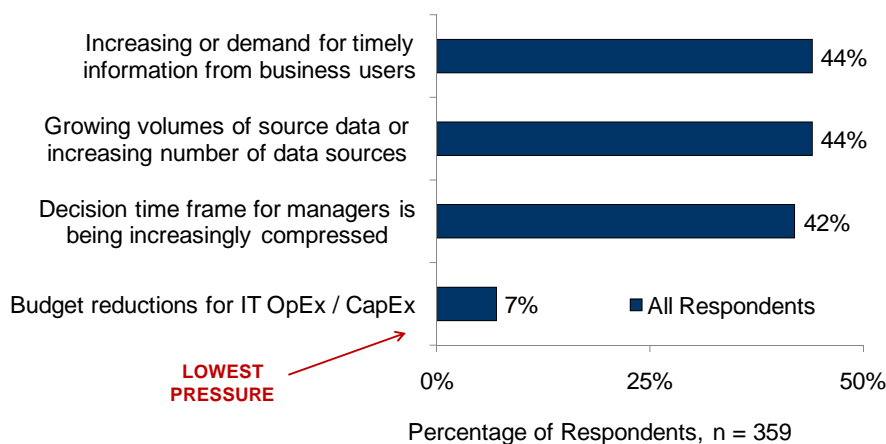 Increasing or demand for timely
information from business users
44%
Growing volumes of source data or
increasing number of data sources
44%
Decision time frame for managers is
being increasingly compressed
42%
Budget reductions for IT OpEx / CapEx
7%
All Respondents
LOWEST
PRESSURE
0%
25%
50%
Percentage of Respondents, n = 359